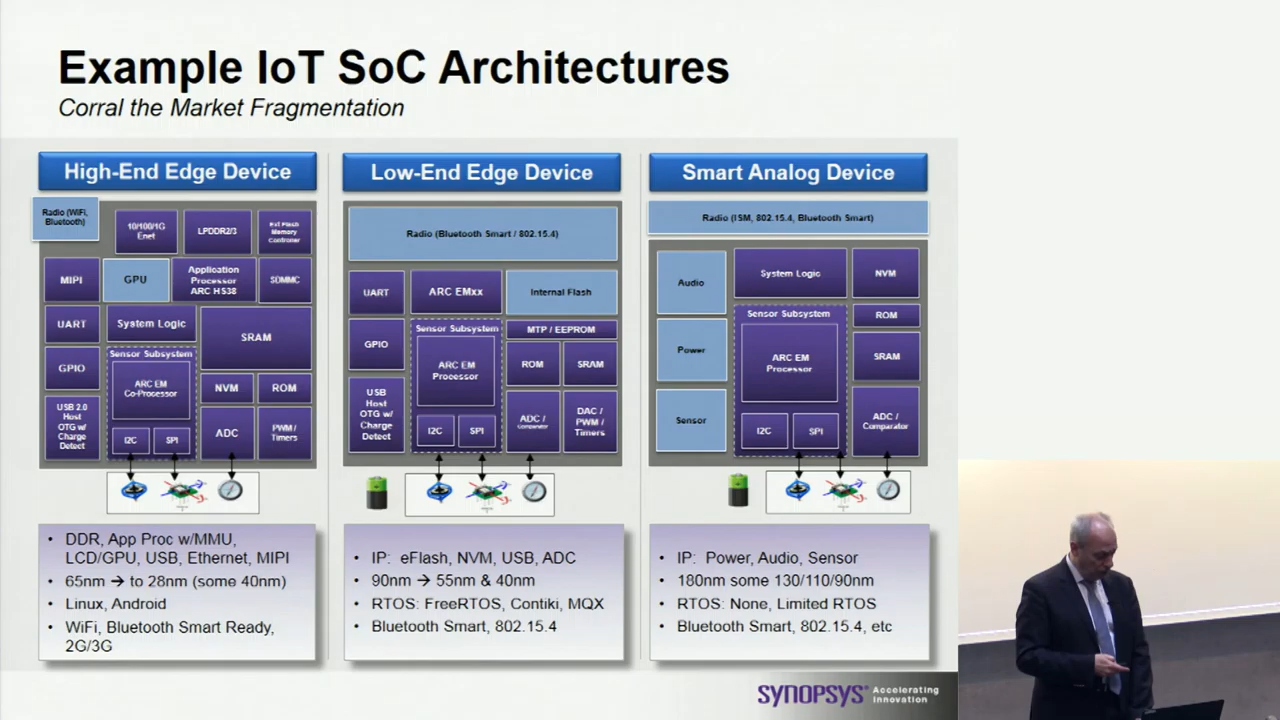 Example IoT SoC Architectures
Corral the Market Fragmentation
High-End Edge Device
Radio (WiFi,
Bluetooth)
10/100/1G
Enet
LPDDR2/3
Ext Flash
Memory
Controller
MIPI
GPU
Application
Processor
ARC HS38
SDMMC
UART
System Logic
SRAM
GPIO
Sensor Subsystem
ARC EM
Co-Processor
NVM
ROM
USB 2.0
Host
OTG w/
Charge
Detect
I2C
SPI
ADC
PWM /
Timers
DDR, App Proc w/MMU,
LCD/GPU, USB, Ethernet, MIPI
65nm → to 28nm (some 40nm)
Linux, Android
WiFi, Bluetooth Smart Ready,
2G/3G
Low-End Edge Device
Radio (Bluetooth Smart / 802.15.4)
UART
ARC EMxx
Internal Flash
GPIO
Sensor Subsystem
MTP / EEPROM
ARC EM
Processor
ROM
SRAM
USB
Host
OTG w/
Charge
Detect
I2C
SPI
ADC /
Comparator
DAC /
PWM /
Timers
IP: eFlash, NVM, USB, ADC
90nm → 55nm & 40nm
RTOS: FreeRTOS, Contiki, MQX
Bluetooth Smart, 802.15.4
Smart Analog Device
Radio (ISM, 802.15.4, Bluetooth Smart)
Audio
System Logic
NVM
Sensor Subsystem
ROM
Power
ARC EM
Processor
SRAM
Sensor
I2C
SPI
ADC /
Comparator
IP: Power, Audio, Sensor
180nm some 130/110/90nm
RTOS: None, Limited RTOS
Bluetooth Smart, 802.15.4, etc
SYNOPSYS
Accelerating
Innovation